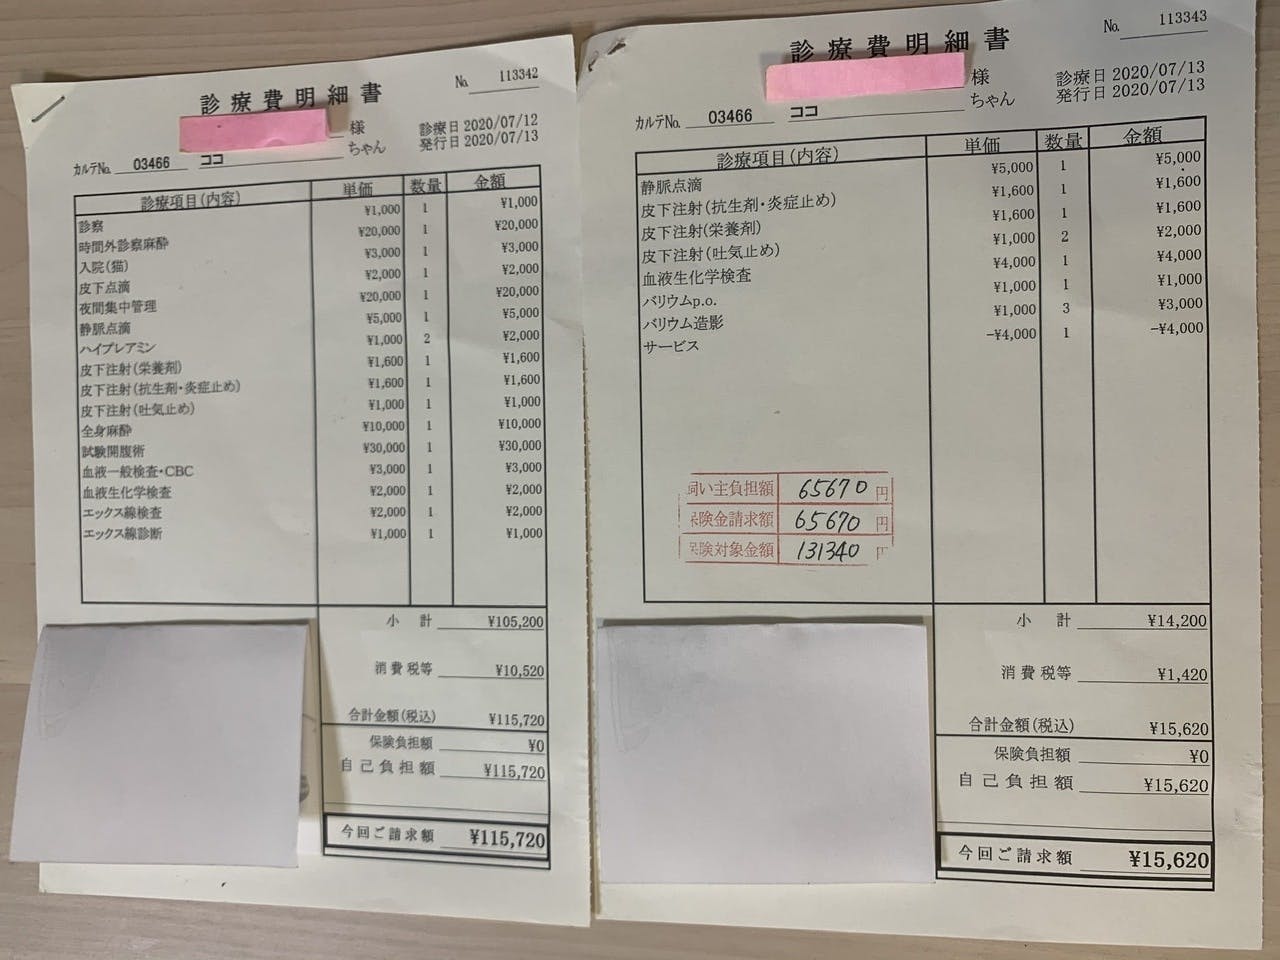 診療費明細書
No. 113342
様
カルテNo. 03466 ココ ちゃん
診療日 2020/07/12
発行日 2020/07/13
診療項目(内容) 単価 数量 金額
診察 ¥1,000 1 ¥1,000
時間外診察麻酔 ¥20,000 1 ¥20,000
入院(猫) ¥3,000 1 ¥3,000
皮下点滴 ¥2,000 1 ¥2,000
夜間集中管理 ¥20,000 1 ¥20,000
静脈点滴 ¥5,000 1 ¥5,000
ハイプレアミン ¥1,000 2 ¥2,000
皮下注射(栄養剤) ¥1,600 1 ¥1,600
皮下注射(抗生剤・炎症止め) ¥1,600 1 ¥1,600
皮下注射(吐気止め) ¥1,000 1 ¥1,000
全身麻酔 ¥10,000 1 ¥10,000
試験開腹術 ¥30,000 1 ¥30,000
血液一般検査・CBC ¥3,000 1 ¥3,000
血液生化学検査 ¥2,000 1 ¥2,000
エックス線検査 ¥2,000 1 ¥2,000
エックス線診断 ¥1,000 1 ¥1,000
小計 ¥105,200
消費税等 ¥10,520
合計金額(税込) ¥115,720
保険負担額 ¥0
自己負担額 ¥115,720
今回ご請求額 ¥115,720
診療費明細書
No. 113343
様
カルテNo. 03466 ココ ちゃん
診療日 2020/07/13
発行日 2020/07/13
診療項目(内容) 単価 数量 金額
静脈点滴 ¥5,000 1 ¥5,000
皮下注射(抗生剤・炎症止め) ¥1,600 1 ¥1,600
皮下注射(栄養剤) ¥1,600 1 ¥1,600
皮下注射(吐気止め) ¥1,000 2 ¥2,000
血液生化学検査 ¥4,000 1 ¥4,000
バリウムp.o. ¥1,000 1 ¥1,000
バリウム造影 ¥1,000 3 ¥3,000
サービス -¥4,000 1 -¥4,000
飼い主負担額 65670 円
保険金請求額 65670 円
保険対象金額 131340 円
小計 ¥14,200
消費税等 ¥1,420
合計金額(税込) ¥15,620
保険負担額 ¥0
自己負担額 ¥15,620
今回ご請求額 ¥15,620